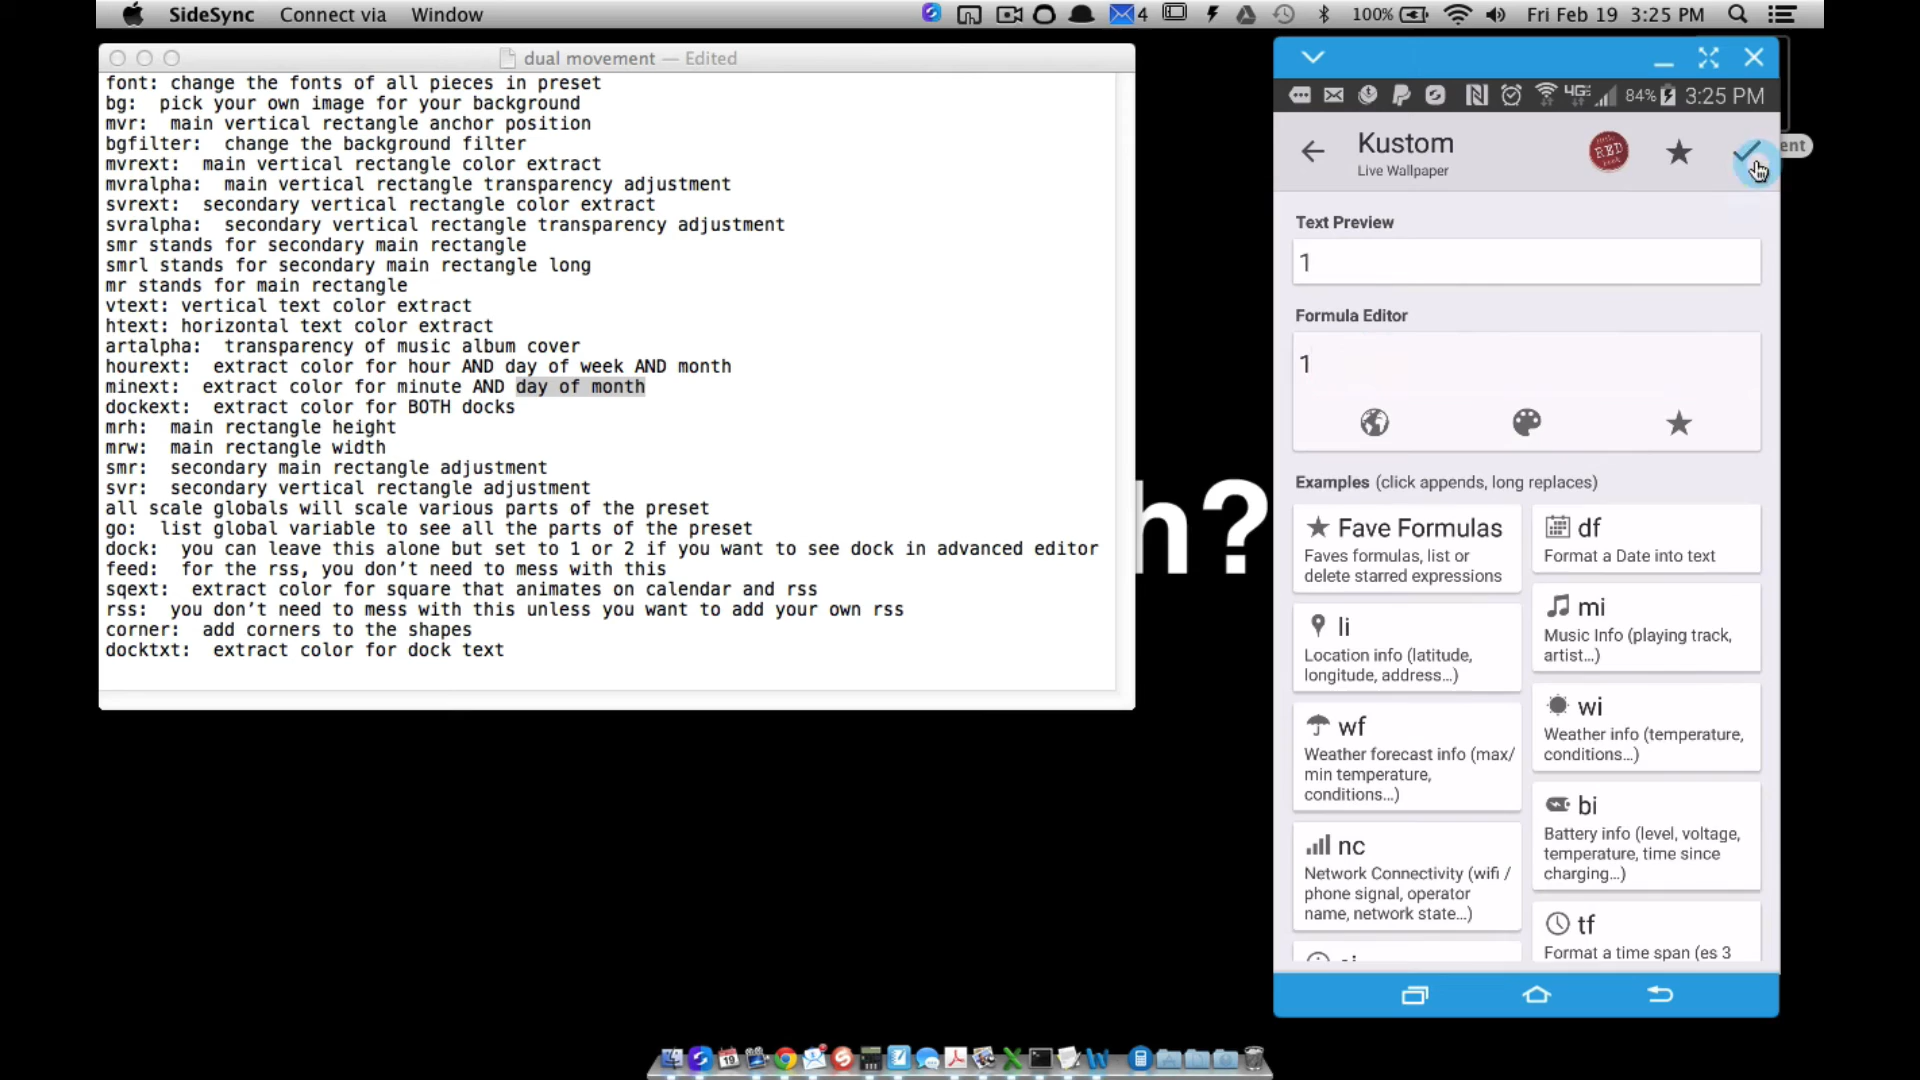 SideSync Connect via Window
4
100%
Fri Feb 19 3:25 PM
dual movement — Edited
font: change the fonts of all pieces in preset
bg: pick your own image for your background
mvr: main vertical rectangle anchor position
bgfilter: change the background filter
mvrext: main vertical rectangle color extract
mvralpha: main vertical rectangle transparency adjustment
svrext: secondary vertical rectangle color extract
svralpha: secondary vertical rectangle transparency adjustment
smr stands for secondary main rectangle
smrl stands for secondary main rectangle long
mr stands for main rectangle
vtext: vertical text color extract
htext: horizontal text color extract
artalpha: transparency of music album cover
hourext: extract color for hour AND day of week AND month
minext: extract color for minute AND day of month
dockext: extract color for BOTH docks
mrh: main rectangle height
mrw: main rectangle width
smr: secondary main rectangle adjustment
svr: secondary vertical rectangle adjustment
all scale globals will scale various parts of the preset
go: list global variable to see all the parts of the preset
dock: you can leave this alone but set to 1 or 2 if you want to see dock in advanced editor
feed: for the rss, you don’t need to mess with this
sqext: extract color for square that animates on calendar and rss
rss: you don’t need to mess with this unless you want to add your own rss
corner: add corners to the shapes
docktxt: extract color for dock text
h?
4G
84%
3:25 PM
Kustom
Live Wallpaper
RED
ent
Text Preview
1
Formula Editor
1
Examples (click appends, long replaces)
Fave Formulas
Faves formulas, list or
delete starred expressions
df
Format a Date into text
li
Location info (latitude,
longitude, address...)
mi
Music Info (playing track,
artist...)
wf
Weather forecast info (max/
min temperature,
conditions...)
wi
Weather info (temperature,
conditions...)
nc
Network Connectivity (wifi /
phone signal, operator
name, network state...)
bi
Battery info (level, voltage,
temperature, time since
charging...)
tf
Format a time span (es 3
19